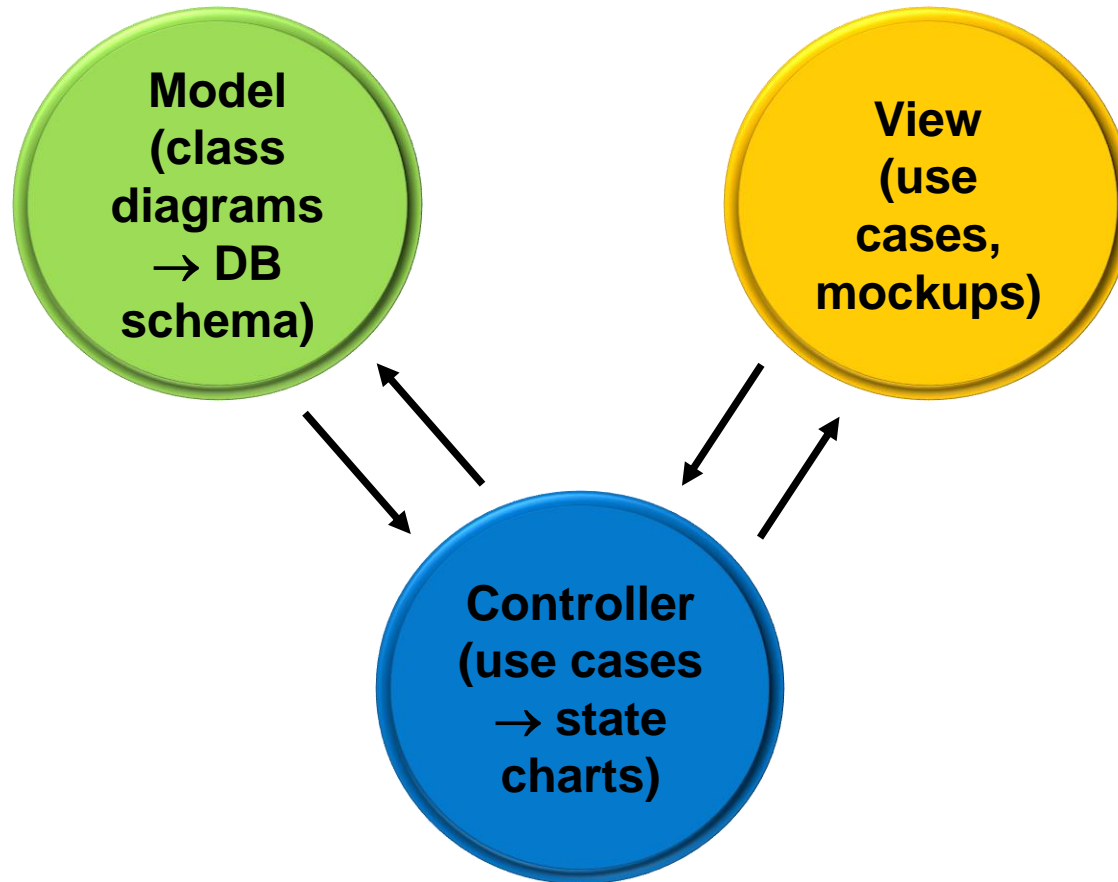 Model
(class
diagrams
→ DB
schema)
View
(use
cases,
mockups)
Controller
(use cases
→ state
charts)